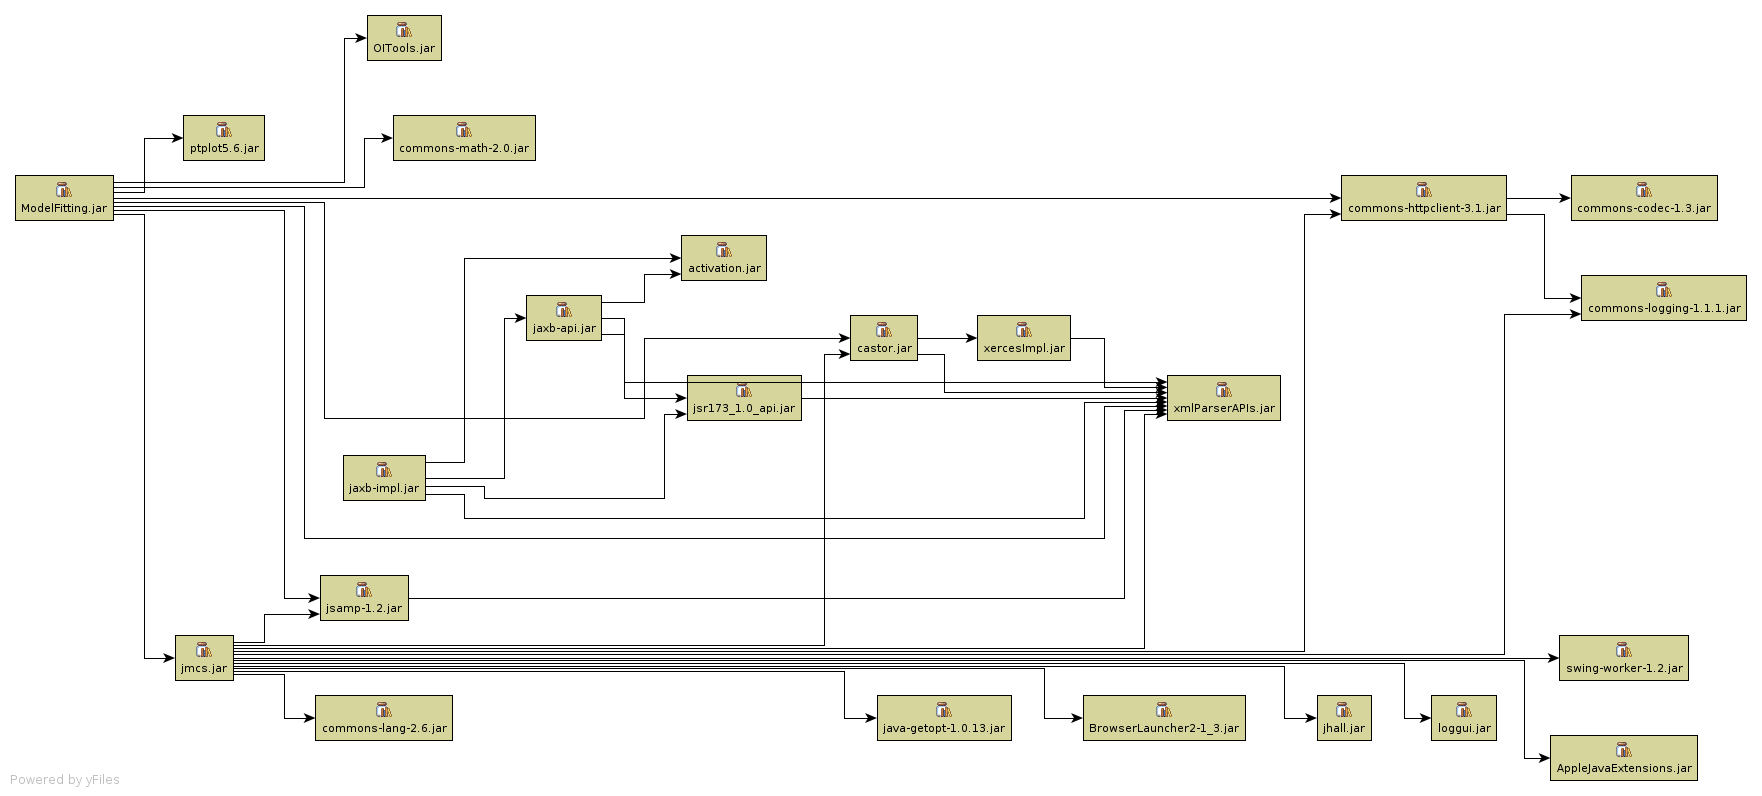 OITools.jar
ptplot5.6.jar
commons-math-2.0.jar
ModelFitting.jar
commons-httpclient-3.1.jar
commons-codec-1.3.jar
activation.jar
commons-logging-1.1.1.jar
jaxb-api.jar
castor.jar
xercesImpl.jar
jsr173_1.0_api.jar
xmlParserAPIs.jar
jaxb-impl.jar
jsamp-1.2.jar
jmcs.jar
swing-worker-1.2.jar
commons-lang-2.6.jar
java-getopt-1.0.13.jar
BrowserLauncher2-1_3.jar
jhall.jar
loggui.jar
AppleJavaExtensions.jar
Powered by yFiles